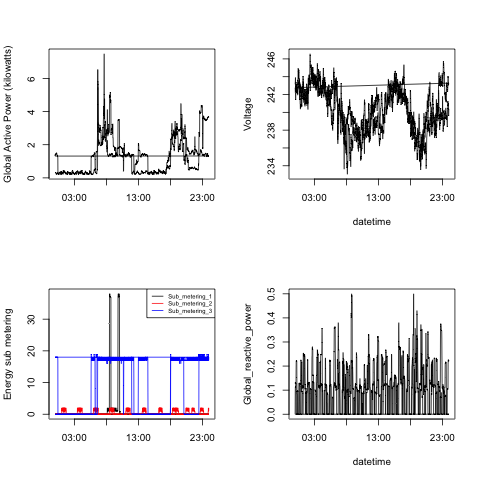 Global Active Power (kilowatts)
6
4
2
0
03:00 13:00 23:00
Voltage
246
242
238
234
03:00 13:00 23:00
datetime
Energy sub metering
30
20
10
0
Sub_metering_1
Sub_metering_2
Sub_metering_3
03:00 13:00 23:00
Global_reactive_power
0.5
0.4
0.3
0.2
0.1
0.0
03:00 13:00 23:00
datetime